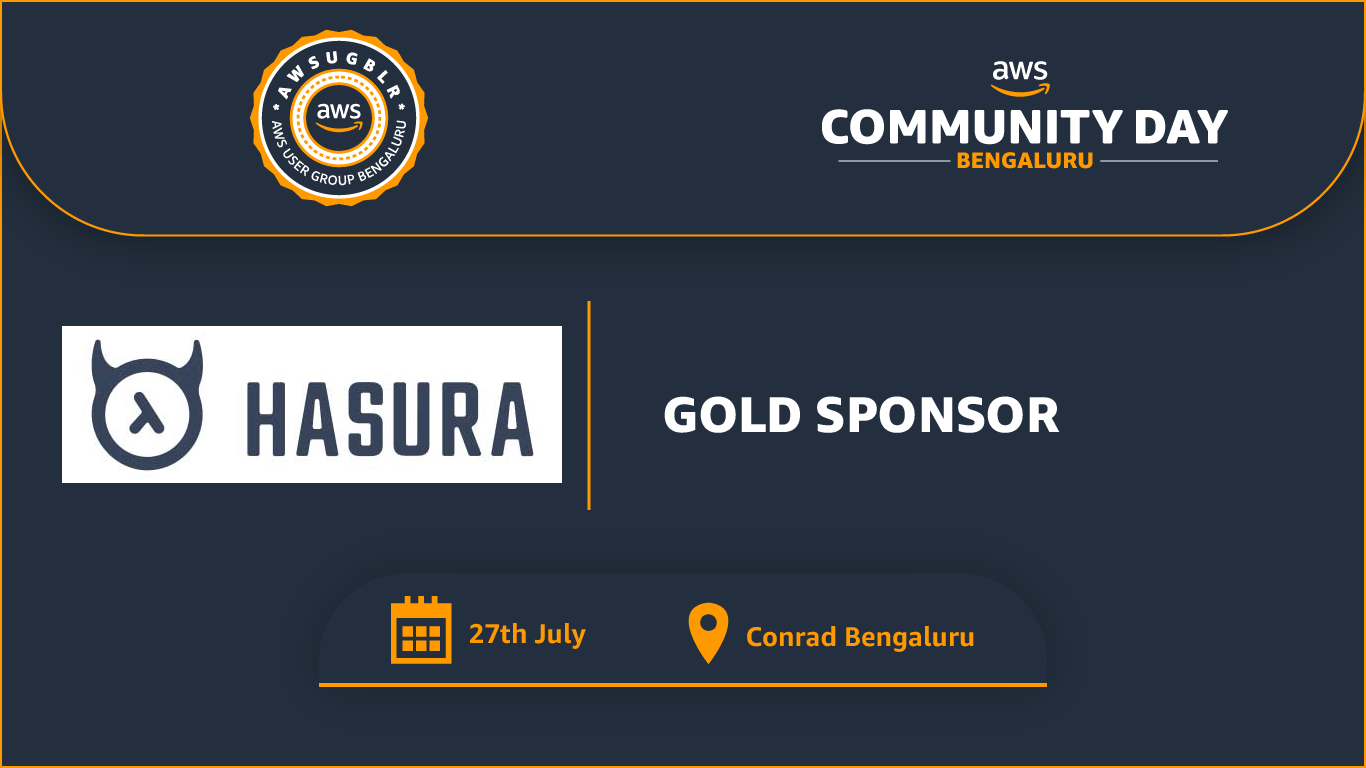 * AWSUGBLR *
aws
AWS USER GROUP BENGALURU
aws
COMMUNITY DAY
BENGALURU
HASURA
GOLD SPONSOR
27th July
Conrad Bengaluru